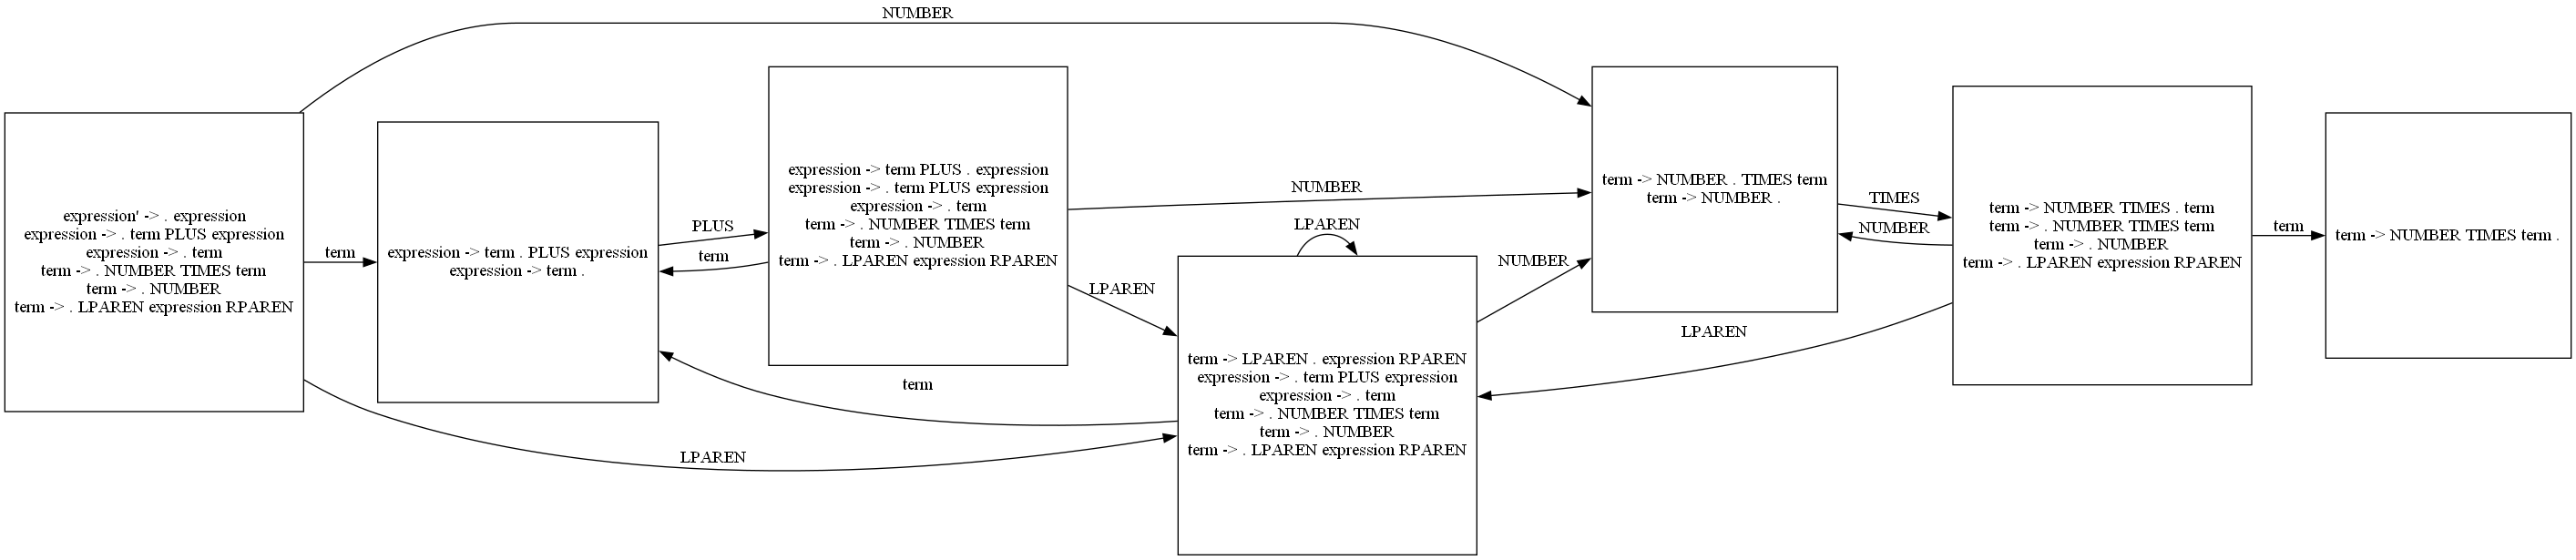 NUMBER
expression' -> . expression
expression -> . term PLUS expression
expression -> . term
term -> . NUMBER TIMES term
term -> . NUMBER
term -> . LPAREN expression RPAREN
term
LPAREN
expression -> term . PLUS expression
expression -> term .
PLUS
term
term
expression -> term PLUS . expression
expression -> . term PLUS expression
expression -> . term
term -> . NUMBER TIMES term
term -> . NUMBER
term -> . LPAREN expression RPAREN
NUMBER
LPAREN
LPAREN
term -> LPAREN . expression RPAREN
expression -> . term PLUS expression
expression -> . term
term -> . NUMBER TIMES term
term -> . NUMBER
term -> . LPAREN expression RPAREN
NUMBER
term -> NUMBER . TIMES term
term -> NUMBER .
TIMES
NUMBER
LPAREN
term -> NUMBER TIMES . term
term -> . NUMBER TIMES term
term -> . NUMBER
term -> . LPAREN expression RPAREN
term
term -> NUMBER TIMES term .